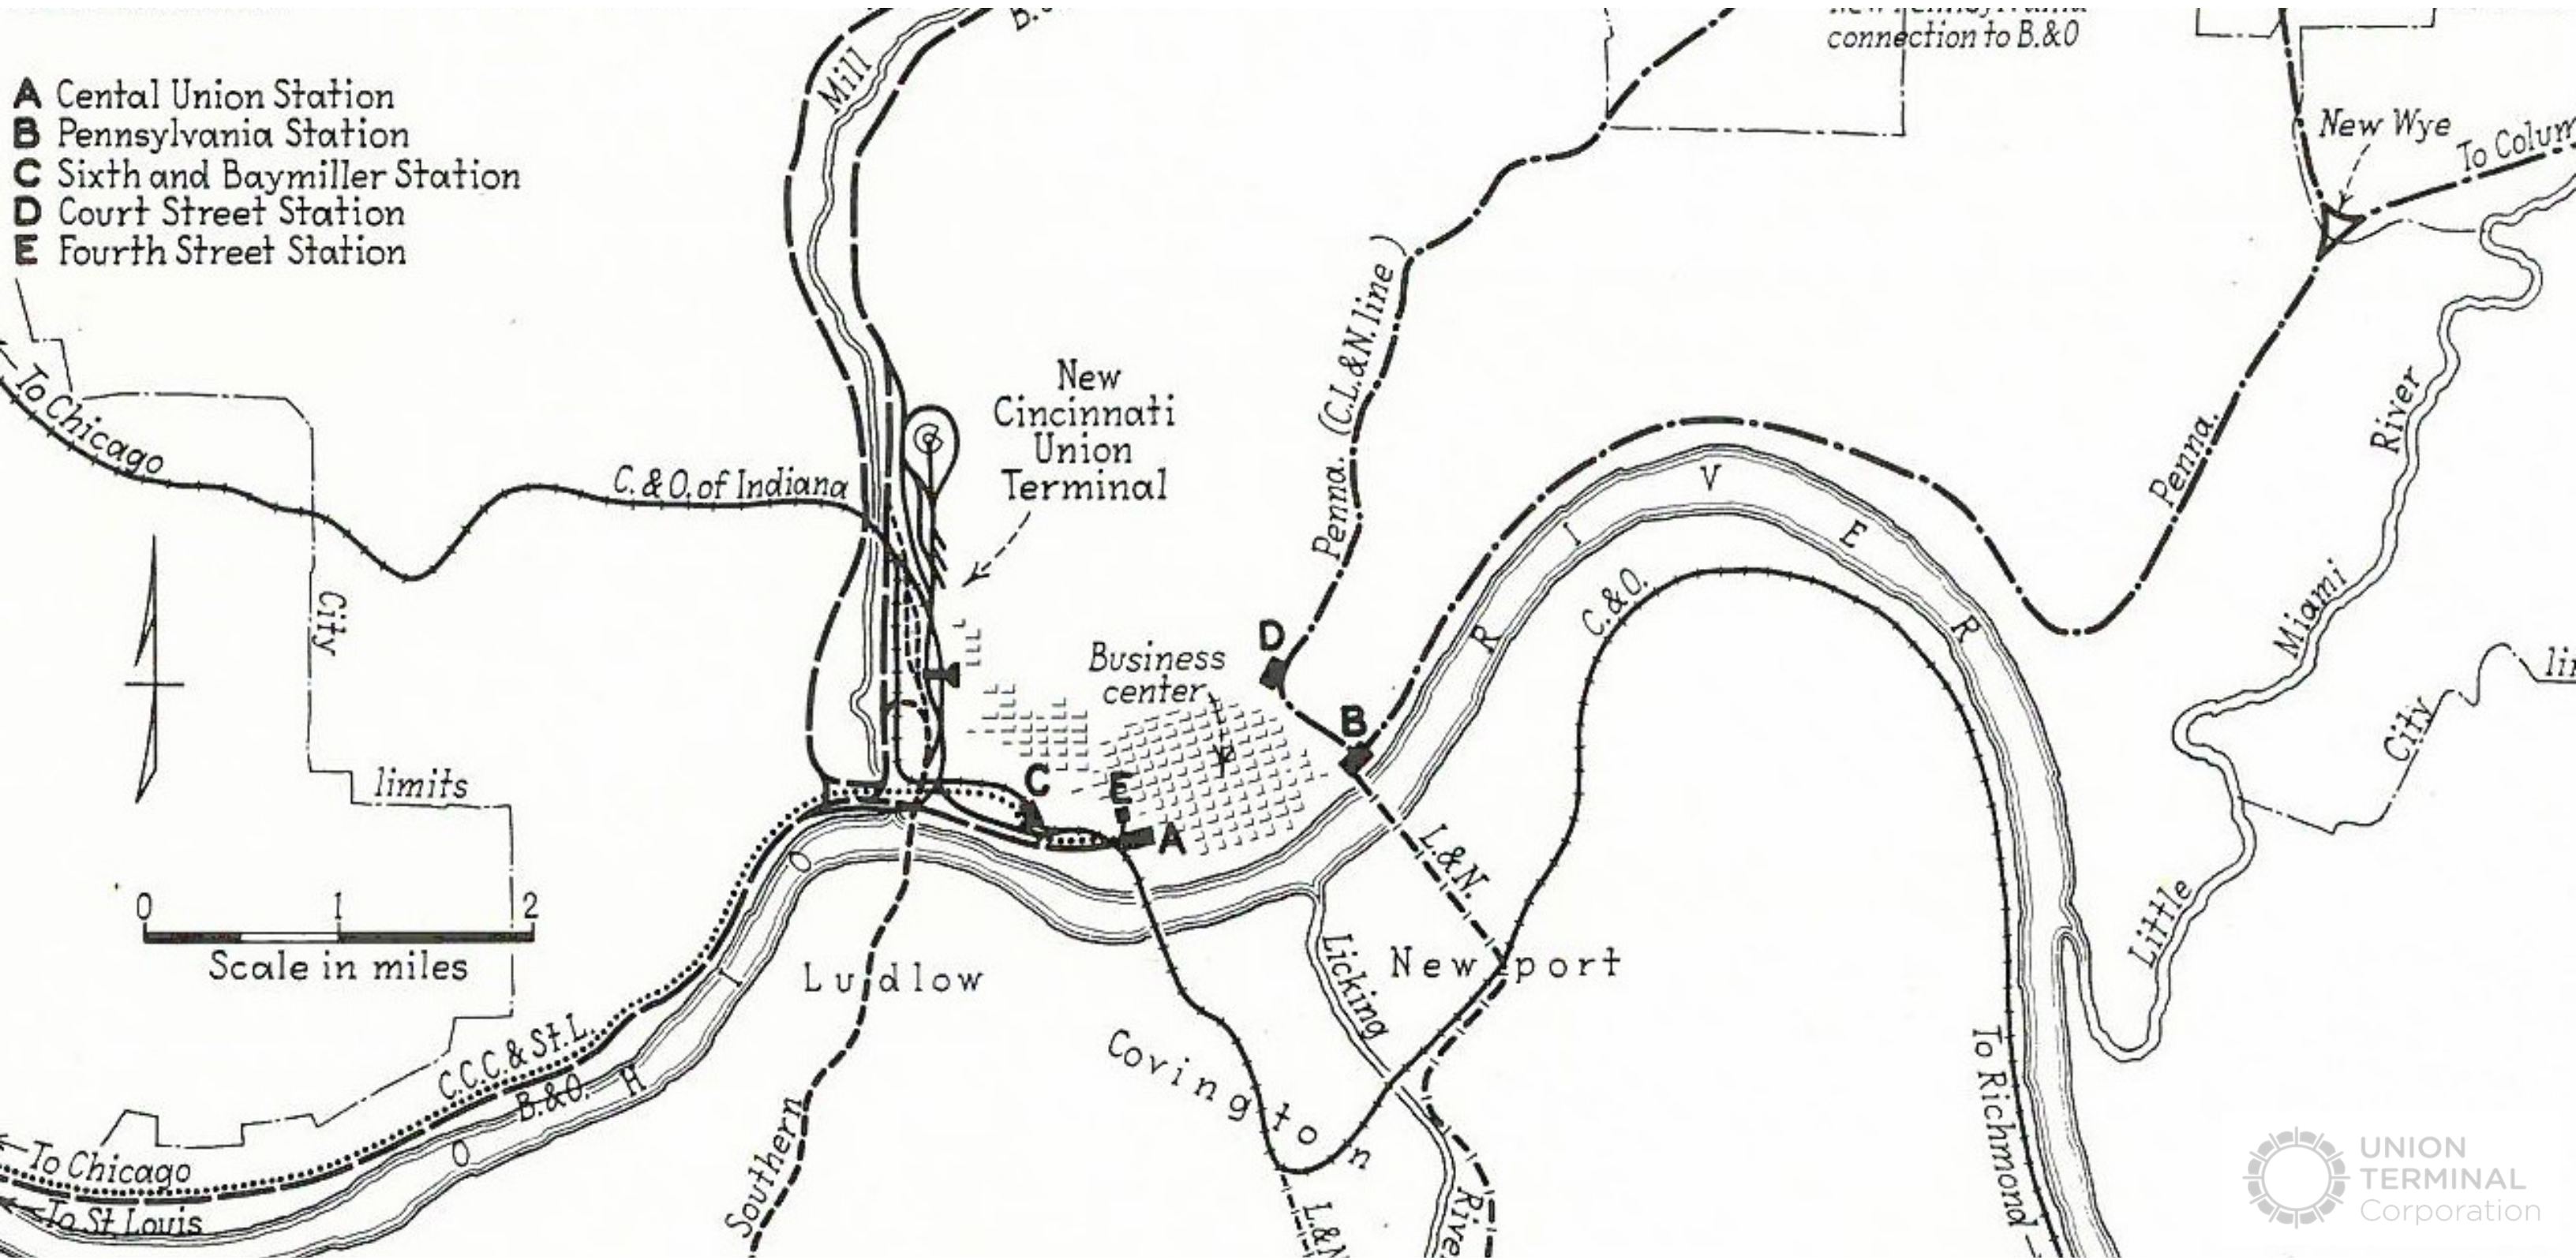 A Cental Union Station
B Pennsylvania Station
C Sixth and Baymiller Station
D Court Street Station
E Fourth Street Station
Mill
connection to B.&O
New Wye
To Colum
To Chicago
C.&O. of Indiana
City
limits
New
Cincinnati
Union
Terminal
Penna. (C.L.&N. line)
Penna.
Business
center
D
B
C
E
A
C.&O.
RIVER
Little Miami River
City
0 1 2
Scale in miles
Ludlow
L.&N.
Newport
Licking
Covington
C.C.C.& St. L.
B.&O.
OHIO
Southern
To Chicago
To St. Louis
L.&N
To Richmond
UNION
TERMINAL
Corporation